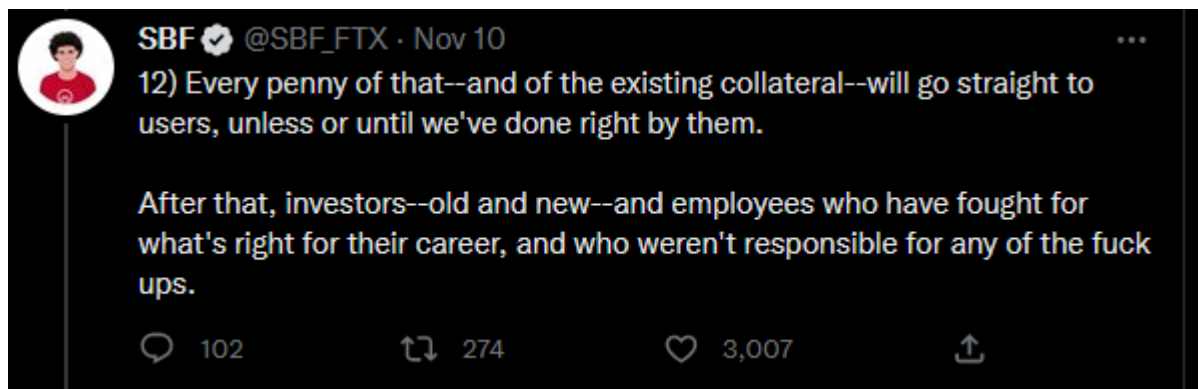 SBF @SBF_FTX · Nov 10
12) Every penny of that--and of the existing collateral--will go straight to
users, unless or until we've done right by them.
After that, investors--old and new--and employees who have fought for
what's right for their career, and who weren't responsible for any of the fuck
ups.
102 274 3,007